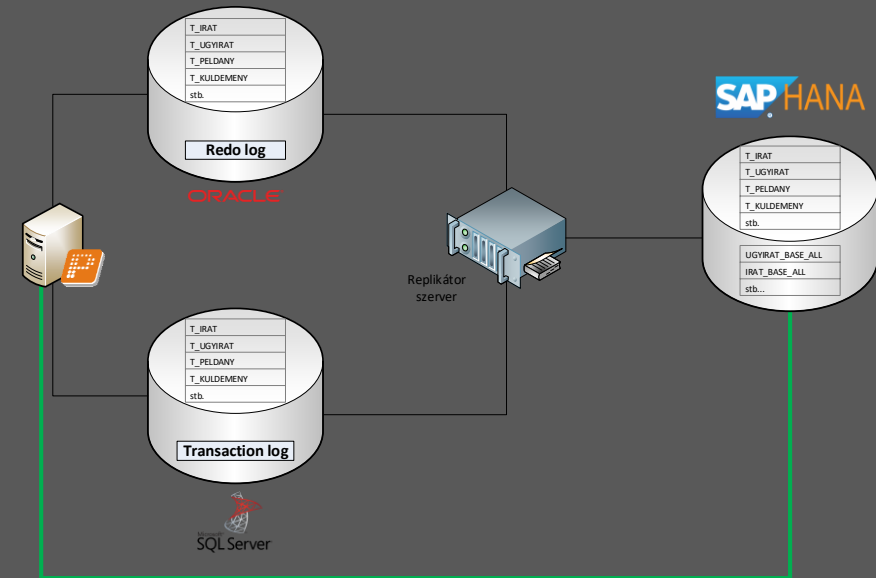 T_IRAT
T_UGYIRAT
T_PELDANY
T_KULDEMENY
stb.
Redo log
ORACLE
SAP HANA
T_IRAT
T_UGYIRAT
T_PELDANY
T_KULDEMENY
stb.
UGYIRAT_BASE_ALL
IRAT_BASE_ALL
stb...
Replikátor
szerver
T_IRAT
T_UGYIRAT
T_PELDANY
T_KULDEMENY
stb.
Transaction log
Microsoft
SQL Server